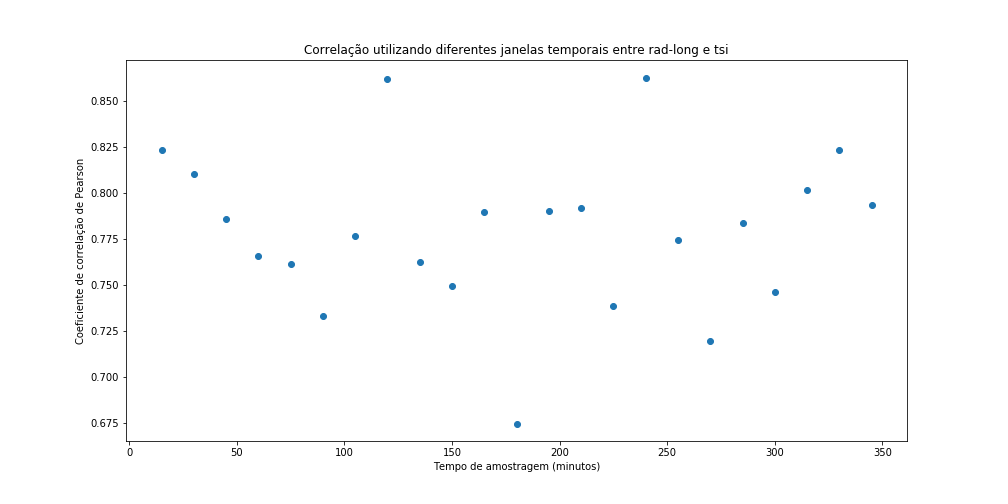 Correlação utilizando diferentes janelas temporais entre rad-long e tsi
Coeficiente de correlação de Pearson
0.850
0.825
0.800
0.775
0.750
0.725
0.700
0.675
0 50 100 150 200 250 300 350
Tempo de amostragem (minutos)